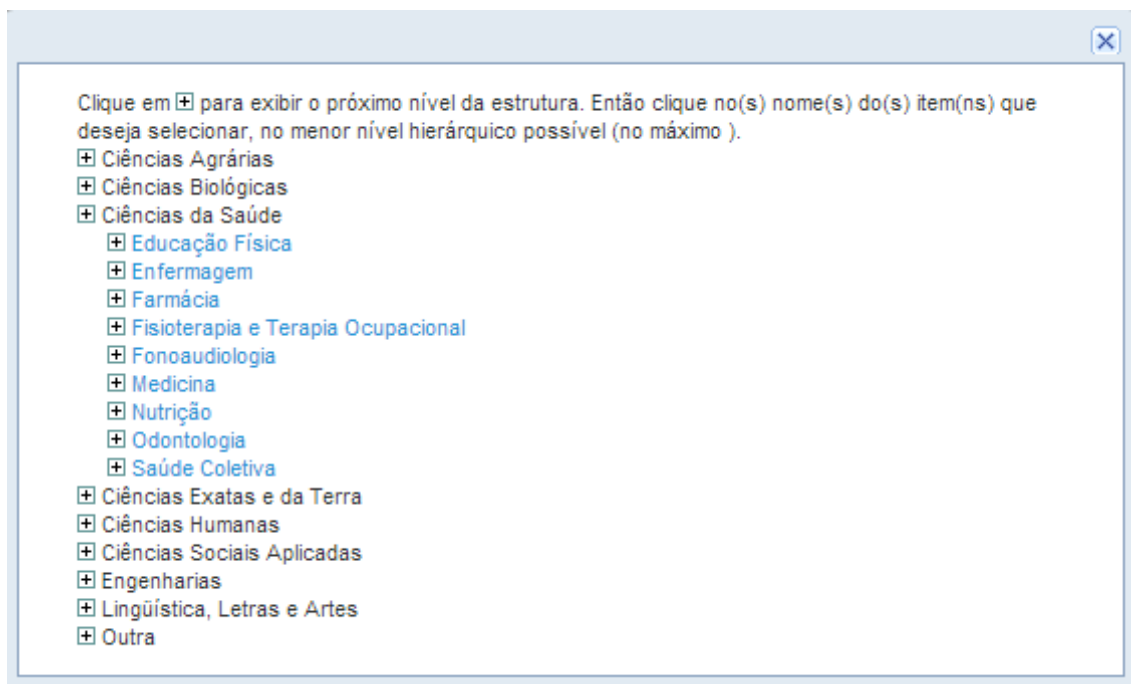 Clique em + para exibir o próximo nível da estrutura. Então clique no(s) nome(s) do(s) item(ns) que
deseja selecionar, no menor nível hierárquico possível (no máximo ).
Ciências Agrárias
Ciências Biológicas
Ciências da Saúde
Educação Física
Enfermagem
Farmácia
Fisioterapia e Terapia Ocupacional
Fonoaudiologia
Medicina
Nutrição
Odontologia
Saúde Coletiva
Ciências Exatas e da Terra
Ciências Humanas
Ciências Sociais Aplicadas
Engenharias
Lingüística, Letras e Artes
Outra